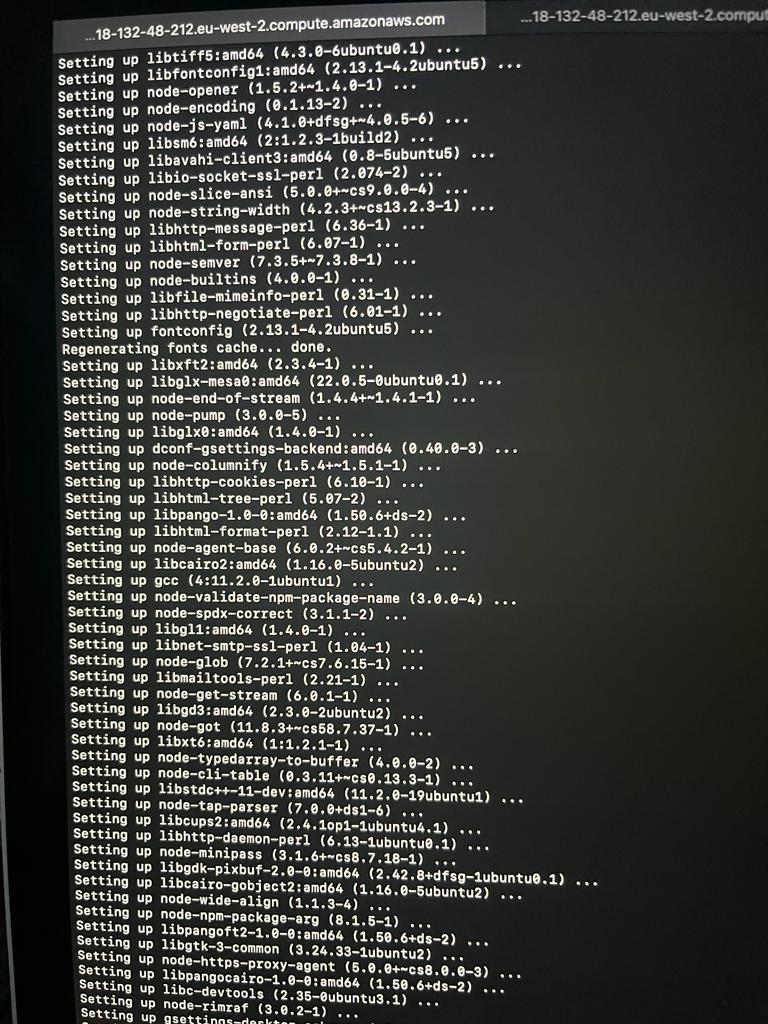 ...18-132-48-212.eu-west-2.compute.amazonaws.com
...18-132-48-212.eu-west-2.comput
Setting up libtiff5:amd64 (4.3.0-6ubuntu0.1) ...
Setting up libfontconfig1:amd64 (2.13.1-4.2ubuntu5) ...
Setting up node-opener (1.5.2+~1.4.0-1) ...
Setting up node-encoding (0.1.13-2) ...
Setting up node-js-yaml (4.1.0+dfsg+~4.0.5-6) ...
Setting up libsm6:amd64 (2:1.2.3-1build2) ...
Setting up libavahi-client3:amd64 (0.8-5ubuntu5) ...
Setting up libio-socket-ssl-perl (2.074-2) ...
Setting up node-slice-ansi (5.0.0+~cs9.0.0-4) ...
Setting up node-string-width (4.2.3+~cs13.2.3-1) ...
Setting up libhttp-message-perl (6.36-1) ...
Setting up libhtml-form-perl (6.07-1) ...
Setting up node-semver (7.3.5+~7.3.8-1) ...
Setting up node-builtins (4.0.0-1) ...
Setting up libfile-mimeinfo-perl (0.31-1) ...
Setting up libhttp-negotiate-perl (6.01-1) ...
Setting up fontconfig (2.13.1-4.2ubuntu5) ...
Regenerating fonts cache... done.
Setting up libxft2:amd64 (2.3.4-1) ...
Setting up libglx-mesa0:amd64 (22.0.5-0ubuntu0.1) ...
Setting up node-end-of-stream (1.4.4+~1.4.1-1) ...
Setting up node-pump (3.0.0-5) ...
Setting up libglx0:amd64 (1.4.0-1) ...
Setting up dconf-gsettings-backend:amd64 (0.40.0-3) ...
Setting up node-columnify (1.5.4+~1.5.1-1) ...
Setting up libhttp-cookies-perl (6.10-1) ...
Setting up libhtml-tree-perl (5.07-2) ...
Setting up libpango-1.0-0:amd64 (1.50.6+ds-2) ...
Setting up libhtml-format-perl (2.12-1.1) ...
Setting up node-agent-base (6.0.2+~cs5.4.2-1) ...
Setting up libcairo2:amd64 (1.16.0-5ubuntu2) ...
Setting up gcc (4:11.2.0-1ubuntu1) ...
Setting up node-validate-npm-package-name (3.0.0-4) ...
Setting up node-spdx-correct (3.1.1-2) ...
Setting up libgl1:amd64 (1.4.0-1) ...
Setting up libnet-smtp-ssl-perl (1.04-1) ...
Setting up node-glob (7.2.1+~cs7.6.15-1) ...
Setting up libmailtools-perl (2.21-1) ...
Setting up node-get-stream (6.0.1-1) ...
Setting up libgd3:amd64 (2.3.0-2ubuntu2) ...
Setting up node-got (11.8.3+~cs58.7.37-1) ...
Setting up libxt6:amd64 (1:1.2.1-1) ...
Setting up node-typedarray-to-buffer (4.0.0-2) ...
Setting up node-cli-table (0.3.11+~cs0.13.3-1) ...
Setting up libstdc++-11-dev:amd64 (11.2.0-19ubuntu1) ...
Setting up node-tap-parser (7.0.0+ds1-6) ...
Setting up libcups2:amd64 (2.4.1op1-1ubuntu4.1) ...
Setting up libhttp-daemon-perl (6.13-1ubuntu0.1) ...
Setting up node-minipass (3.1.6+~cs8.7.18-1) ...
Setting up libgdk-pixbuf-2.0-0:amd64 (2.42.8+dfsg-1ubuntu0.1) ...
Setting up libcairo-gobject2:amd64 (1.16.0-5ubuntu2) ...
Setting up node-wide-align (1.1.3-4) ...
Setting up node-npm-package-arg (8.1.5-1) ...
Setting up libpangoft2-1.0-0:amd64 (1.50.6+ds-2) ...
Setting up libgtk-3-common (3.24.33-1ubuntu2) ...
Setting up node-https-proxy-agent (5.0.0+~cs8.0.0-3) ...
Setting up libpangocairo-1.0-0:amd64 (1.50.6+ds-2) ...
Setting up libc-devtools (2.35-0ubuntu3.1) ...
Setting up node-rimraf (3.0.2-1) ...
Setting up